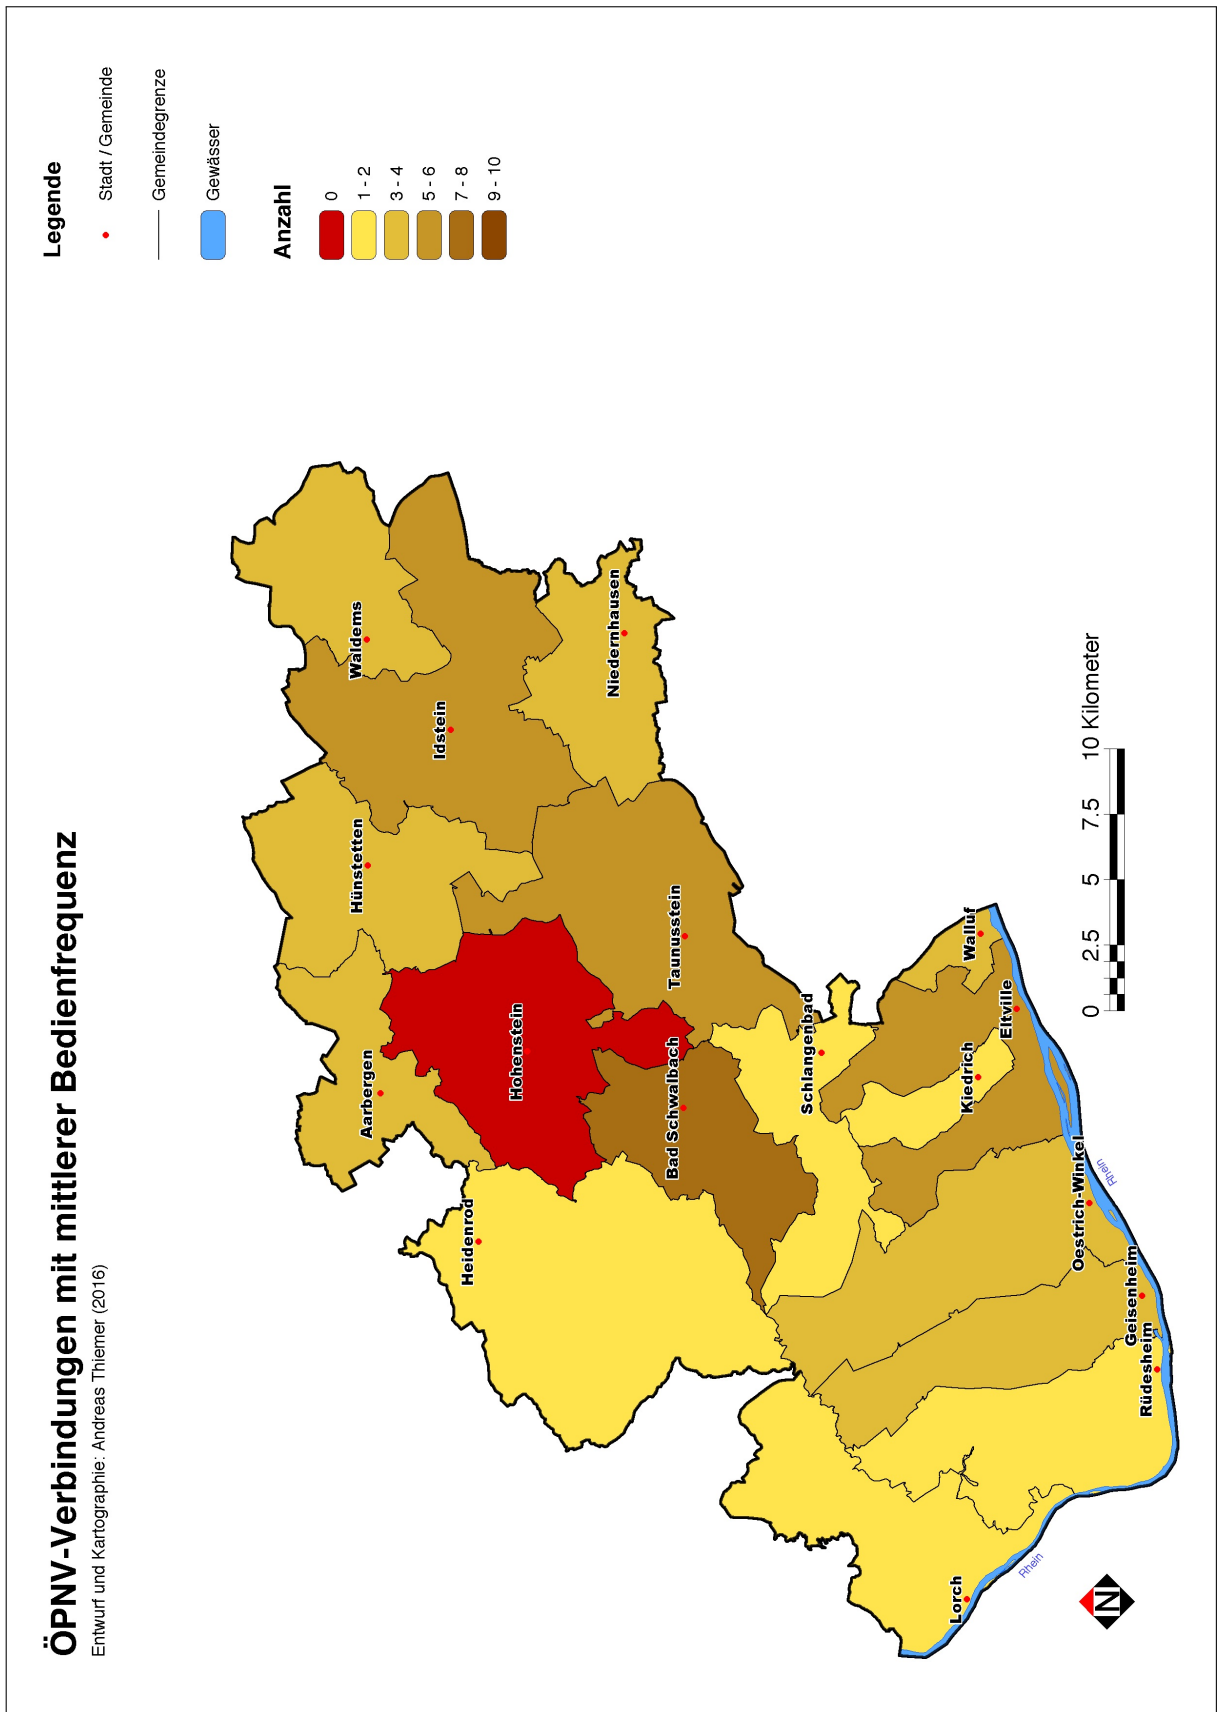 ÖPNV-Verbindungen mit mittlerer Bedienfrequenz
Entwurf und Kartographie: Andreas Thiemer (2016)
Legende
Stadt / Gemeinde
Gemeindegrenze
Gewässer
Anzahl
0
1 - 2
3 - 4
5 - 6
7 - 8
9 - 10
Waldems
Hünstetten
Idstein
Aarbergen
Heidenrod
Hohenstein
Niedernhausen
Taunusstein
Bad Schwalbach
Schlangenbad
Walluf
Eltville
Kiedrich
Oestrich-Winkel
Geisenheim
Rüdesheim
Lorch
Rhein
Rhein
0 2.5 5 7.5 10 Kilometer
N